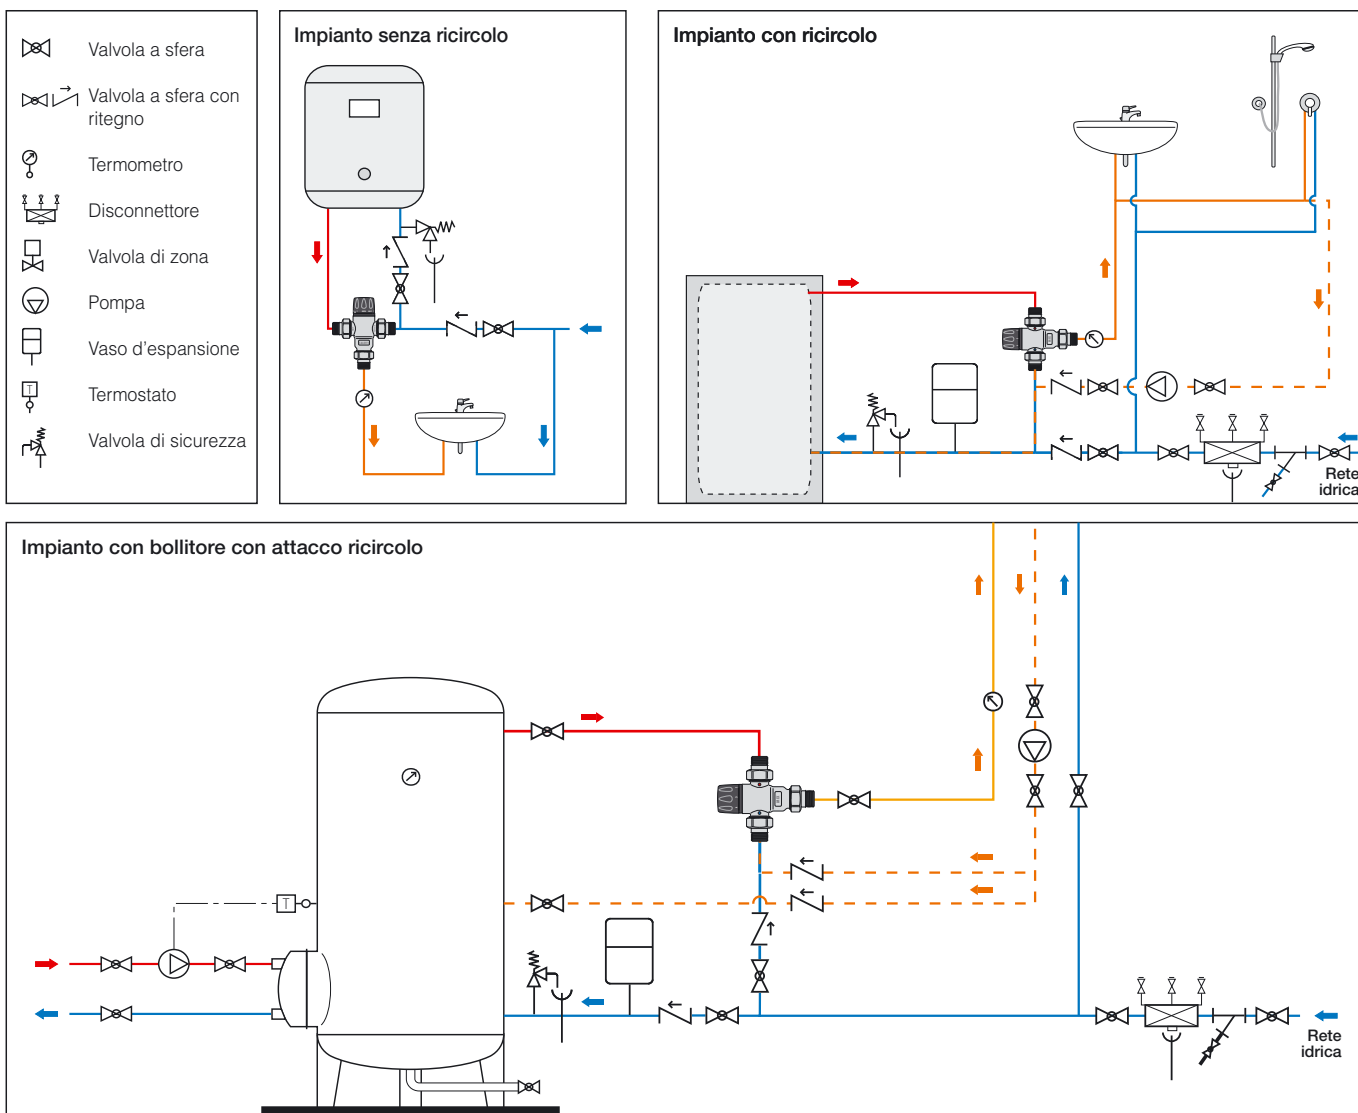 Valvola a sfera
Valvola a sfera con
ritegno
Termometro
Disconnettore
Valvola di zona
Pompa
Vaso d'espansione
T
Termostato
Valvola di sicurezza
Impianto senza ricircolo
Impianto con ricircolo
Rete
idrica
Impianto con bollitore con attacco ricircolo
T
Rete
idrica